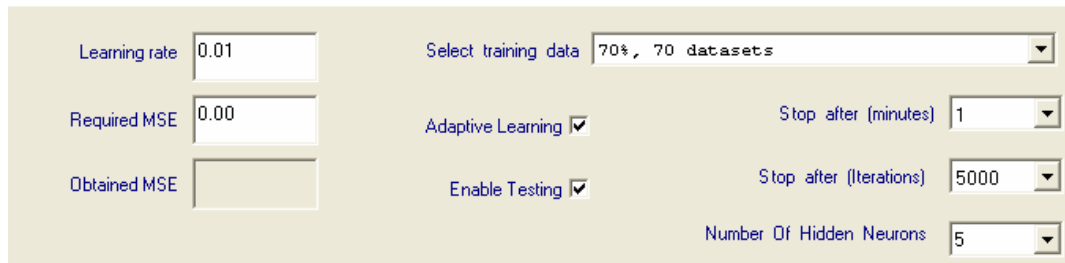 Learning rate 0.01
Select training data 70%, 70 datasets
Required MSE 0.00
Adaptive Learning
Stop after (minutes) 1
Obtained MSE
Enable Testing
Stop after (Iterations) 5000
Number Of Hidden Neurons 5